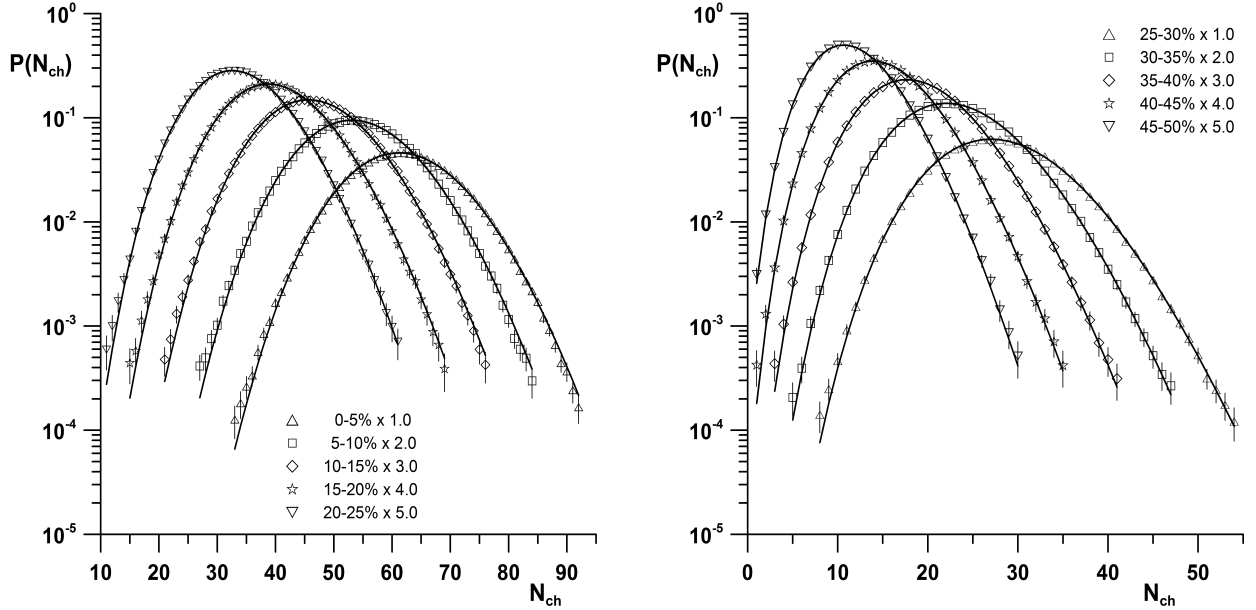 10⁰
P(N_ch)
10⁻¹
10⁻²
10⁻³
10⁻⁴
10⁻⁵
10 20 30 40 50 60 70 80 90
N_ch
0-5% x 1.0
5-10% x 2.0
10-15% x 3.0
15-20% x 4.0
20-25% x 5.0
10⁰
P(N_ch)
10⁻¹
10⁻²
10⁻³
10⁻⁴
10⁻⁵
0 10 20 30 40 50
N_ch
25-30% x 1.0
30-35% x 2.0
35-40% x 3.0
40-45% x 4.0
45-50% x 5.0